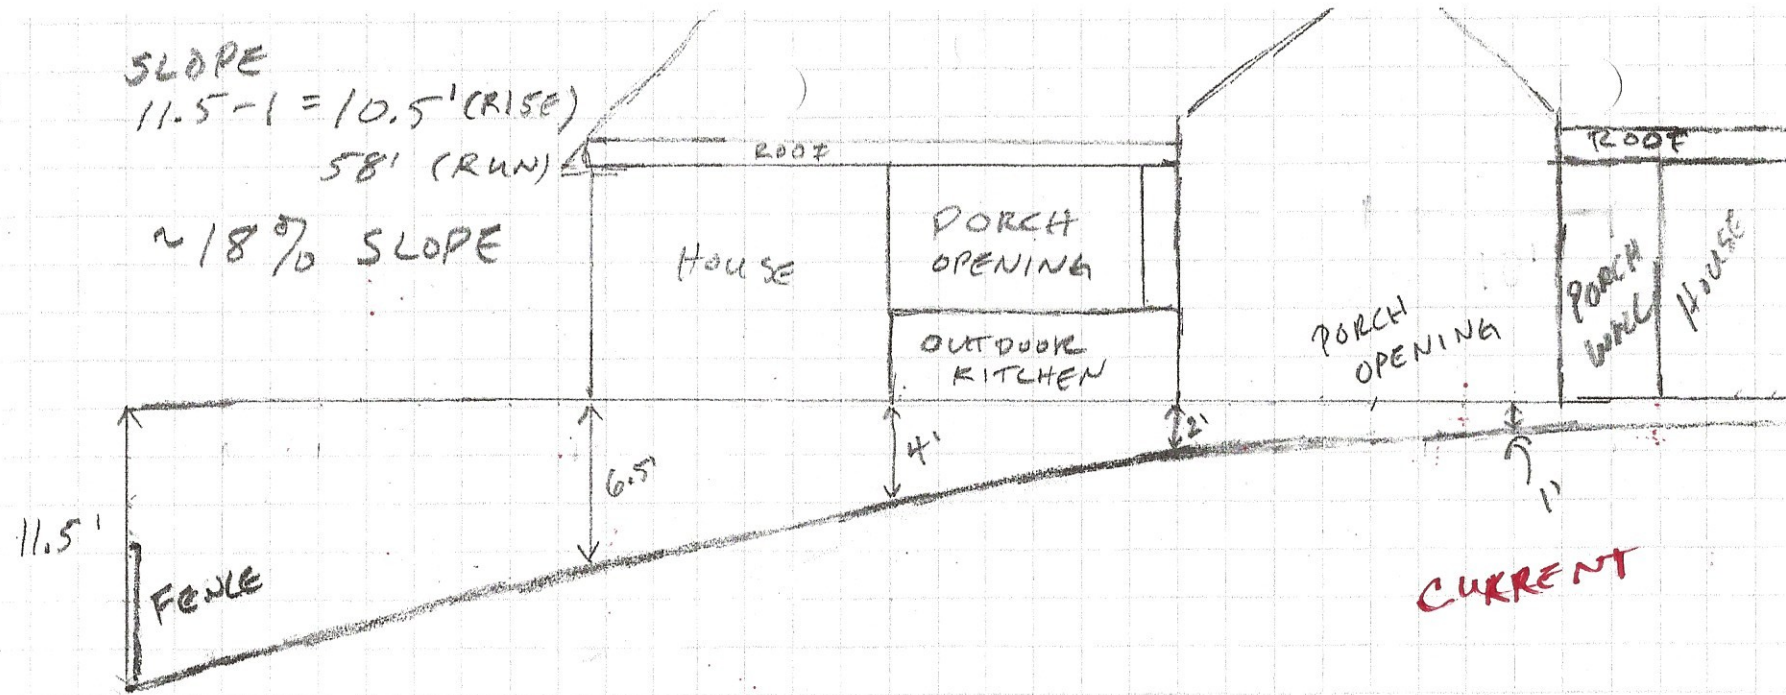 SLOPE
11.5-1 = 10.5' (RISE)
58' (RUN)
~18% SLOPE
ROOF
ROOF
HOUSE
PORCH
OPENING
OUTDOOR
KITCHEN
PORCH
OPENING
PORCH
WALL
HOUSE
11.5'
6.5'
4'
2'
1'
FENCE
CURRENT